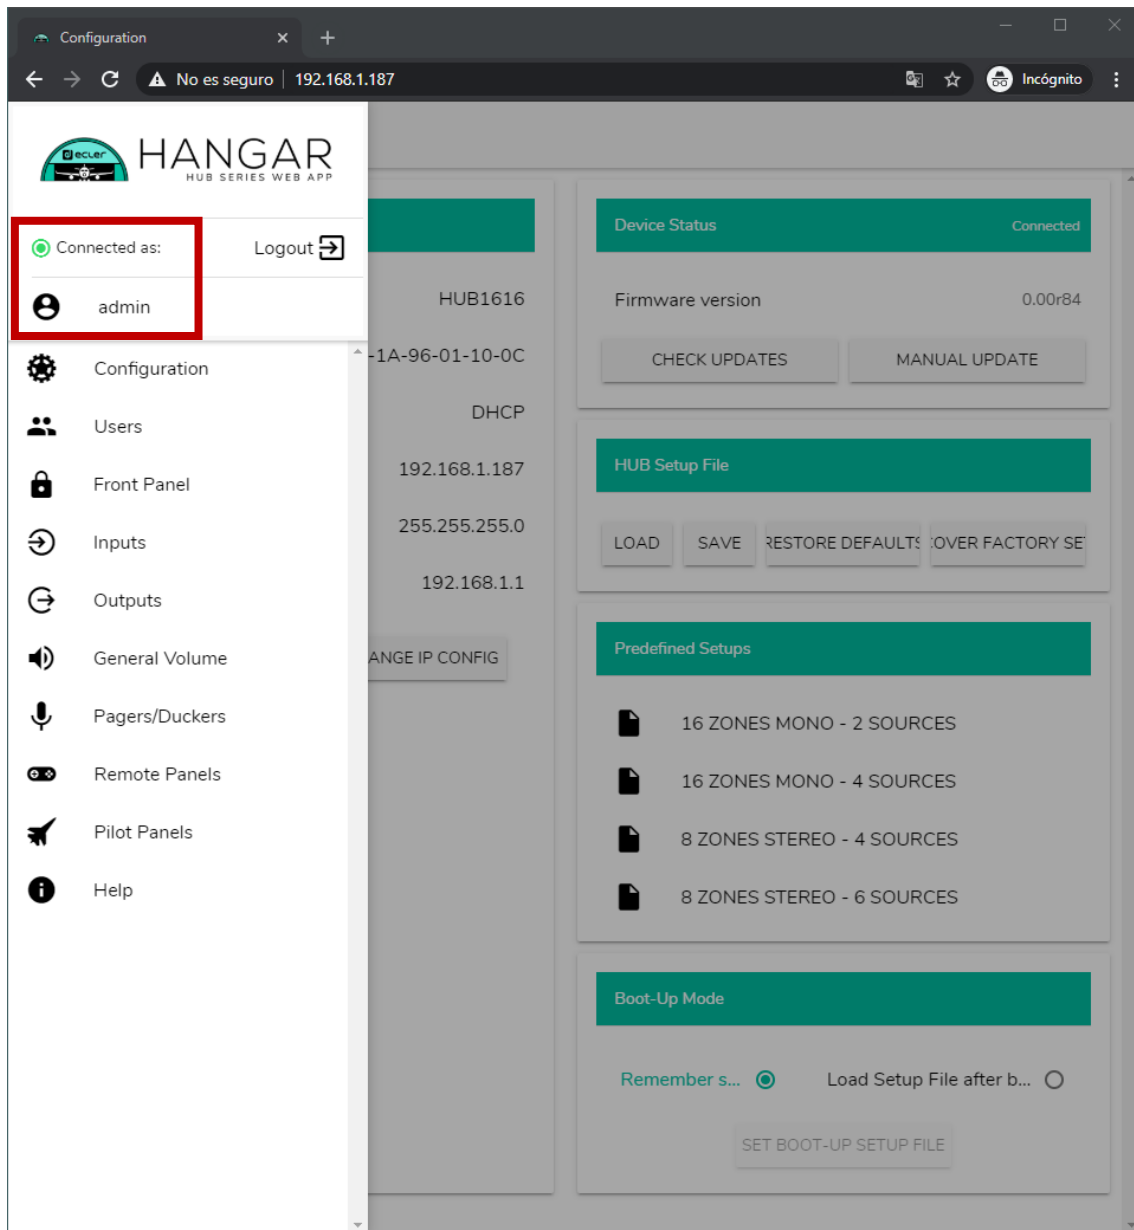 Configuration
No es seguro | 192.168.1.187
Incógnito
ecler
HANGAR
HUB SERIES WEB APP
Connected as:
Logout
admin
Configuration
Users
Front Panel
Inputs
Outputs
General Volume
Pagers/Duckers
Remote Panels
Pilot Panels
Help
HUB1616
-1A-96-01-10-0C
DHCP
192.168.1.187
255.255.255.0
192.168.1.1
ANGE IP CONFIG
Device Status
Connected
Firmware version
0.00r84
CHECK UPDATES
MANUAL UPDATE
HUB Setup File
LOAD
SAVE
RESTORE DEFAULTS
OVER FACTORY SE
Predefined Setups
16 ZONES MONO - 2 SOURCES
16 ZONES MONO - 4 SOURCES
8 ZONES STEREO - 4 SOURCES
8 ZONES STEREO - 6 SOURCES
Boot-Up Mode
Remember s...
Load Setup File after b...
SET BOOT-UP SETUP FILE